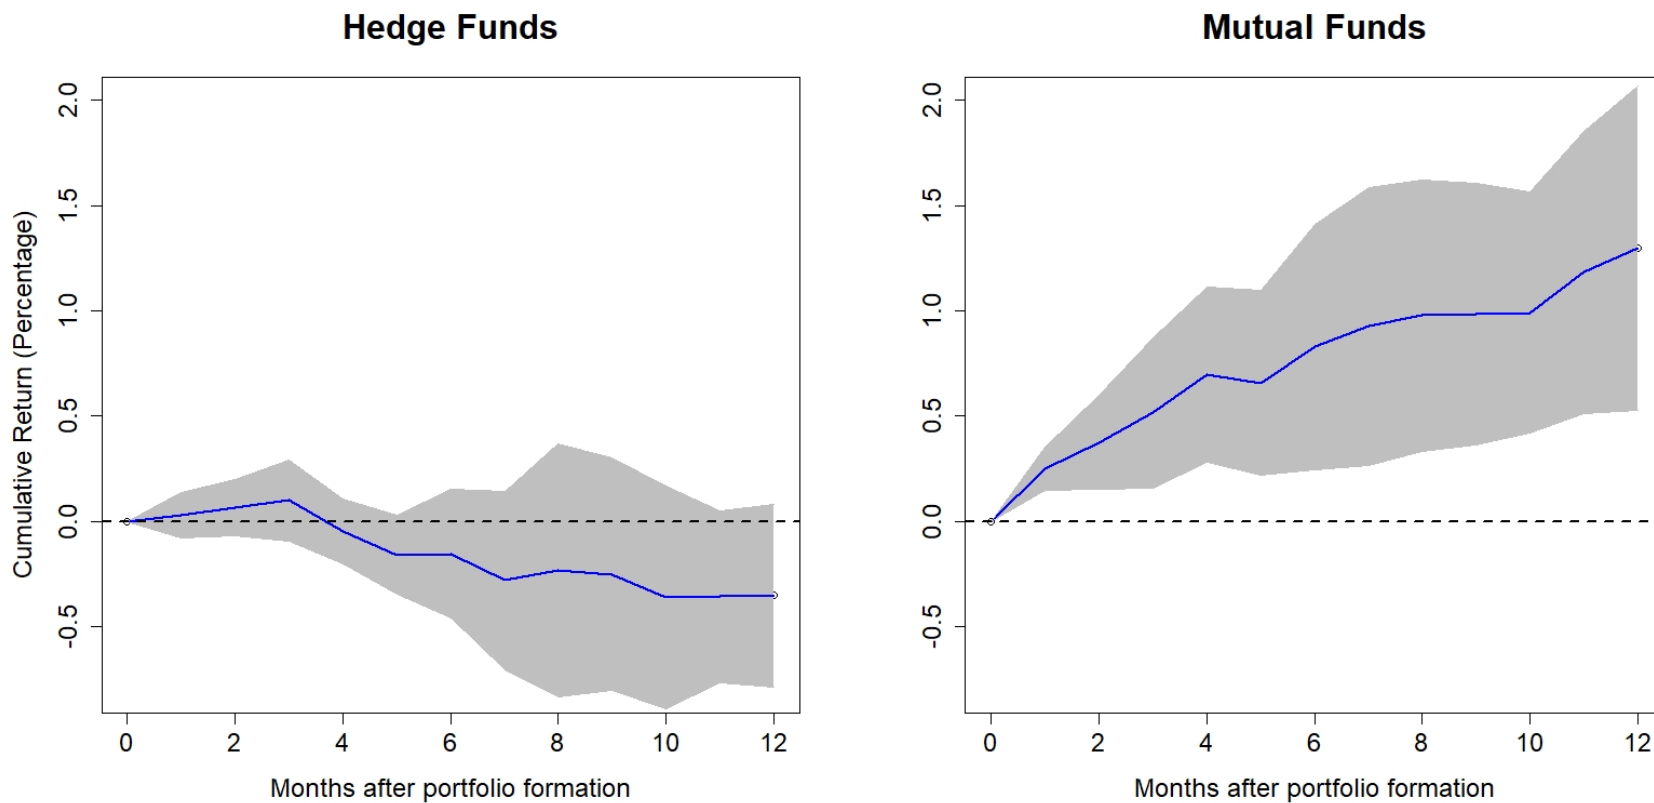 Hedge Funds
Cumulative Return (Percentage)
2.0
1.5
1.0
0.5
0.0
-0.5
0 2 4 6 8 10 12
Months after portfolio formation
Mutual Funds
2.0
1.5
1.0
0.5
0.0
-0.5
0 2 4 6 8 10 12
Months after portfolio formation